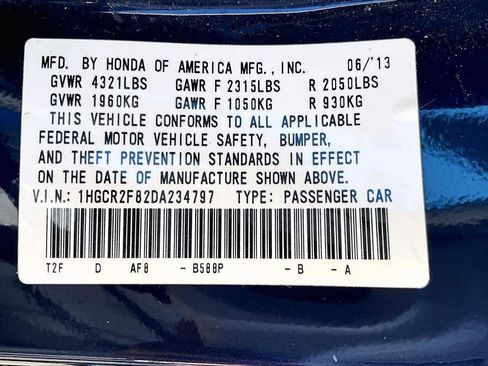 MFD. BY HONDA OF AMERICA MFG., INC. 06/'13
GVWR 4321LBS GAWR F 2315LBS R 2050LBS
GVWR 1960KG GAWR F 1050KG R 930KG
THIS VEHICLE CONFORMS TO ALL APPLICABLE
FEDERAL MOTOR VEHICLE SAFETY, BUMPER,
AND THEFT PREVENTION STANDARDS IN EFFECT
ON THE DATE OF MANUFACTURE SHOWN ABOVE.
V.I.N.: 1HGCR2F82DA234797 TYPE: PASSENGER CAR
T2F D AF8 - B588P - B - A